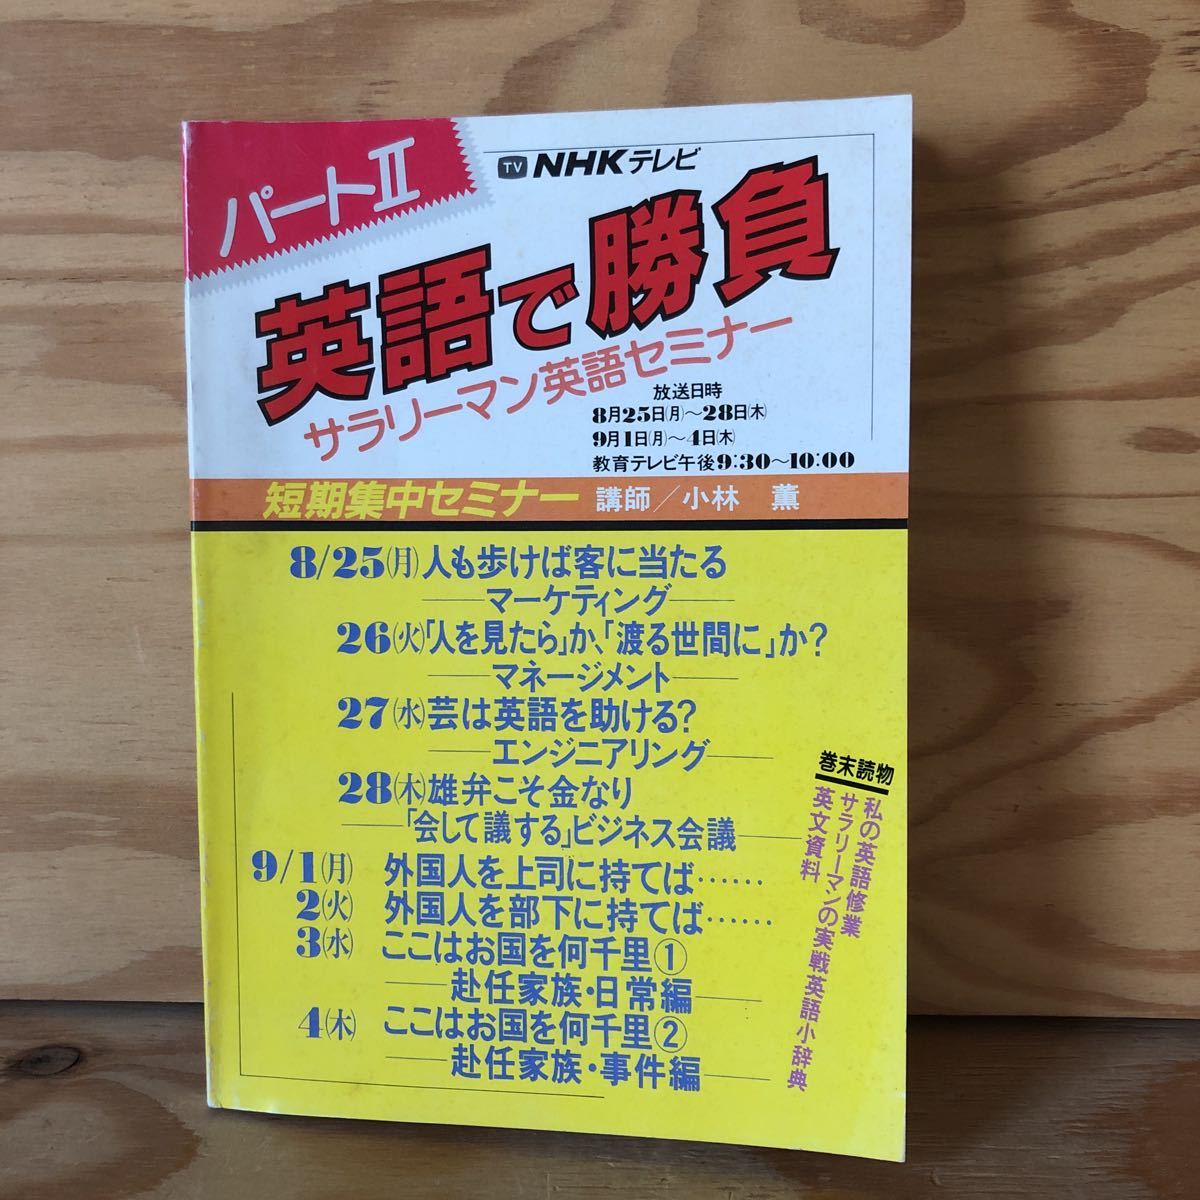 パートII
TV NHKテレビ
英語で勝負
サラリーマン英語セミナー
放送日時
8月25日(月)〜28日(木)
9月1日(月)〜4日(木)
教育テレビ午後9:30〜10:00
短期集中セミナー 講師/小林 薫
8/25(月)人も歩けば客に当たる
——マーケティング——
26(火)「人を見たら」か、「渡る世間に」か?
——マネージメント——
27(水)芸は英語を助ける?
——エンジニアリング——
28(木)雄弁こそ金なり
——「会して議する」ビジネス会議——
9/1(月) 外国人を上司に持てば……
2(火) 外国人を部下に持てば……
3(水) ここはお国を何千里①
——赴任家族・日常編——
4(木) ここはお国を何千里②
——赴任家族・事件編——
巻末読物
私の英語修業
サラリーマンの実戦英語小辞典
英文資料